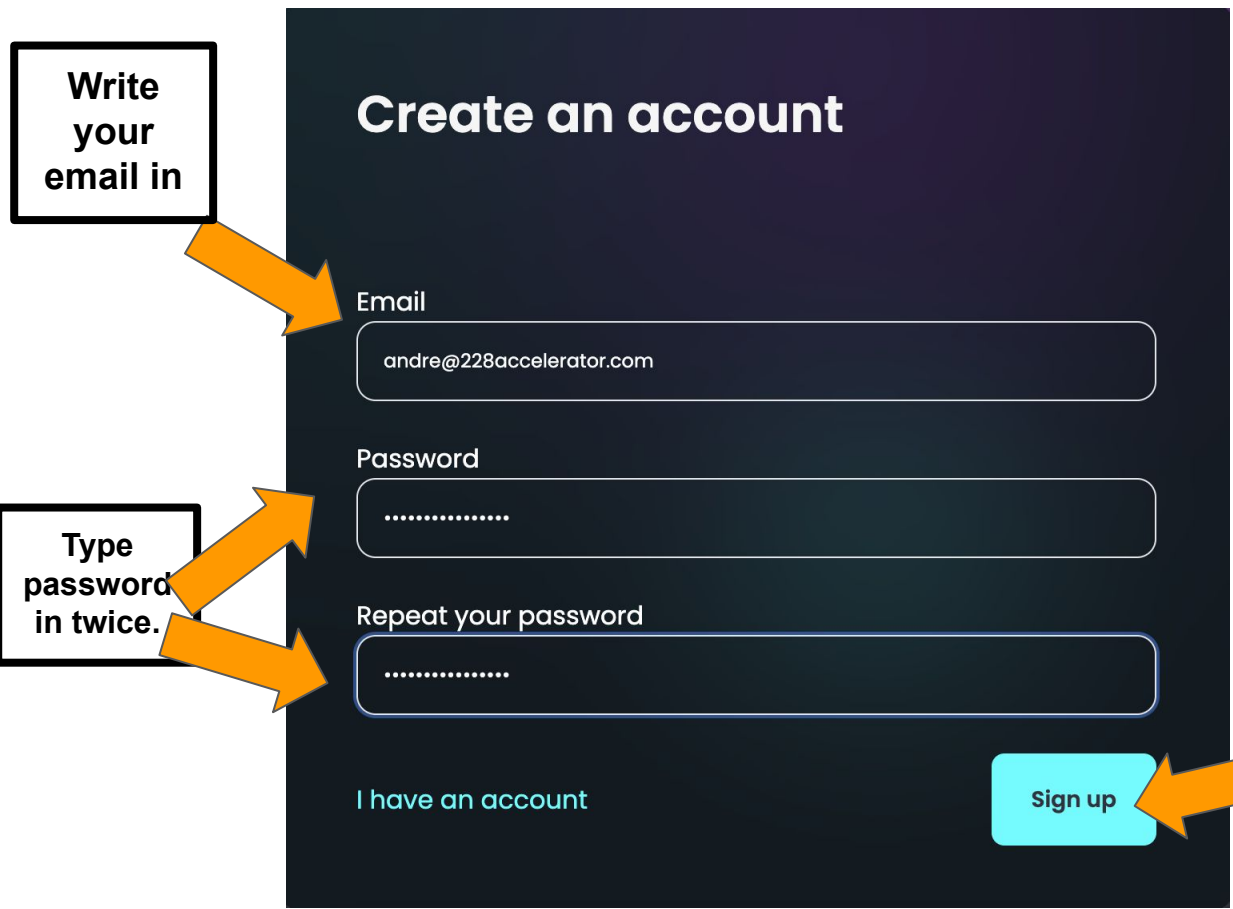 Write
your
email in
Create an account
Email
andre@228accelerator.com
Password
••••••••••••••••
Type
password
in twice.
Repeat your password
••••••••••••••••
I have an account
Sign up